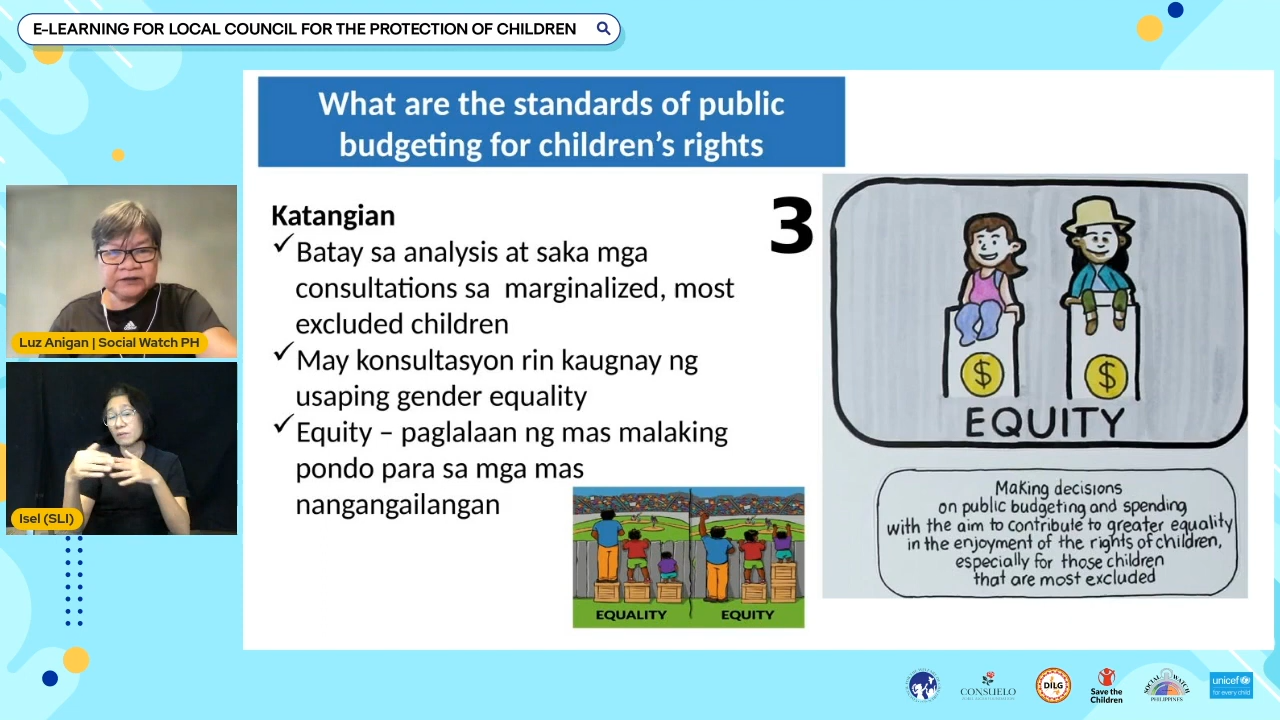 E-LEARNING FOR LOCAL COUNCIL FOR THE PROTECTION OF CHILDREN
What are the standards of public
budgeting for children's rights
Katangian
Batay sa analysis at saka mga
consultations sa marginalized, most
excluded children
May konsultasyon rin kaugnay ng
usaping gender equality
Equity – paglalaan ng mas malaking
pondo para sa mga mas
nangangailangan
3
$ $
EQUITY
Making decisions
on public budgeting and spending
with the aim to contribute to greater equality
in the enjoyment of the rights of children,
especially for those children
that are most excluded
EQUALITY EQUITY
Luz Anigan | Social Watch PH
Isel (SLI)
CONSUELO
DILG
Save the
Children
SOCIAL WATCH
PHILIPPINES
unicef
for every child